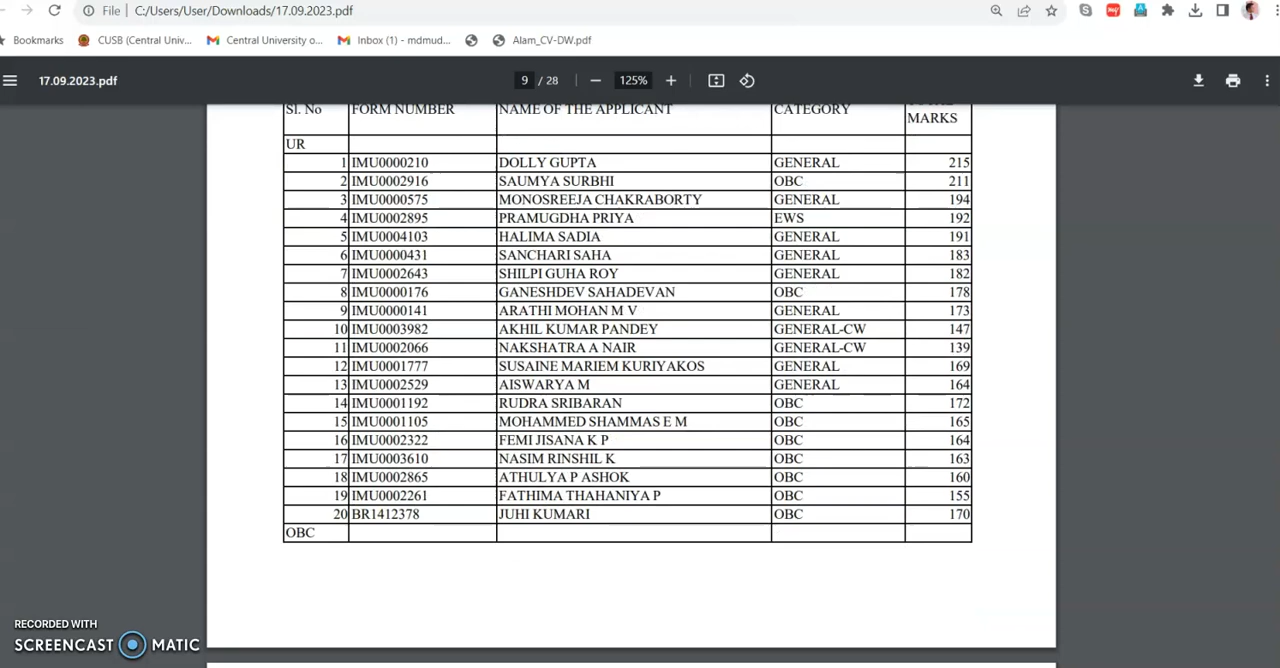 File | C:/Users/User/Downloads/17.09.2023.pdf
Bookmarks CUSB (Central Univ... Central University o... Inbox (1) - mdmud... Alam_CV-DW.pdf
17.09.2023.pdf 9 / 28 125%
Sl. No FORM NUMBER NAME OF THE APPLICANT CATEGORY TOTAL MARKS
UR
1 IMU0000210 DOLLY GUPTA GENERAL 215
2 IMU0002916 SAUMYA SURBHI OBC 211
3 IMU0000575 MONOSREEJA CHAKRABORTY GENERAL 194
4 IMU0002895 PRAMUGDHA PRIYA EWS 192
5 IMU0004103 HALIMA SADIA GENERAL 191
6 IMU0000431 SANCHARI SAHA GENERAL 183
7 IMU0002643 SHILPI GUHA ROY GENERAL 182
8 IMU0000176 GANESHDEV SAHADEVAN OBC 178
9 IMU0000141 ARATHI MOHAN M V GENERAL 173
10 IMU0003982 AKHIL KUMAR PANDEY GENERAL-CW 147
11 IMU0002066 NAKSHATRA A NAIR GENERAL-CW 139
12 IMU0001777 SUSAINE MARIEM KURIYAKOS GENERAL 169
13 IMU0002529 AISWARYA M GENERAL 164
14 IMU0001192 RUDRA SRIBARAN OBC 172
15 IMU0001105 MOHAMMED SHAMMAS E M OBC 165
16 IMU0002322 FEMI JISANA K P OBC 164
17 IMU0003610 NASIM RINSHIL K OBC 163
18 IMU0002865 ATHULYA P ASHOK OBC 160
19 IMU0002261 FATHIMA THAHANIYA P OBC 155
20 BR1412378 JUHI KUMARI OBC 170
OBC
RECORDED WITH
SCREENCAST MATIC